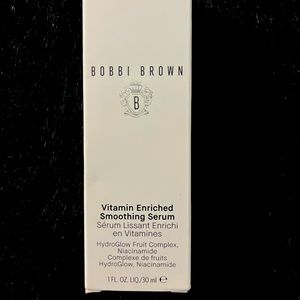 BOBBI BROWN
B
Vitamin Enriched
Smoothing Serum
Sérum Lissant Enrichi
en Vitamines
HydroGlow Fruit Complex,
Niacinamide
Complexe de fruits
HydroGlow, Niacinamide
1 FL. OZ. LIQ/30 ml ℮